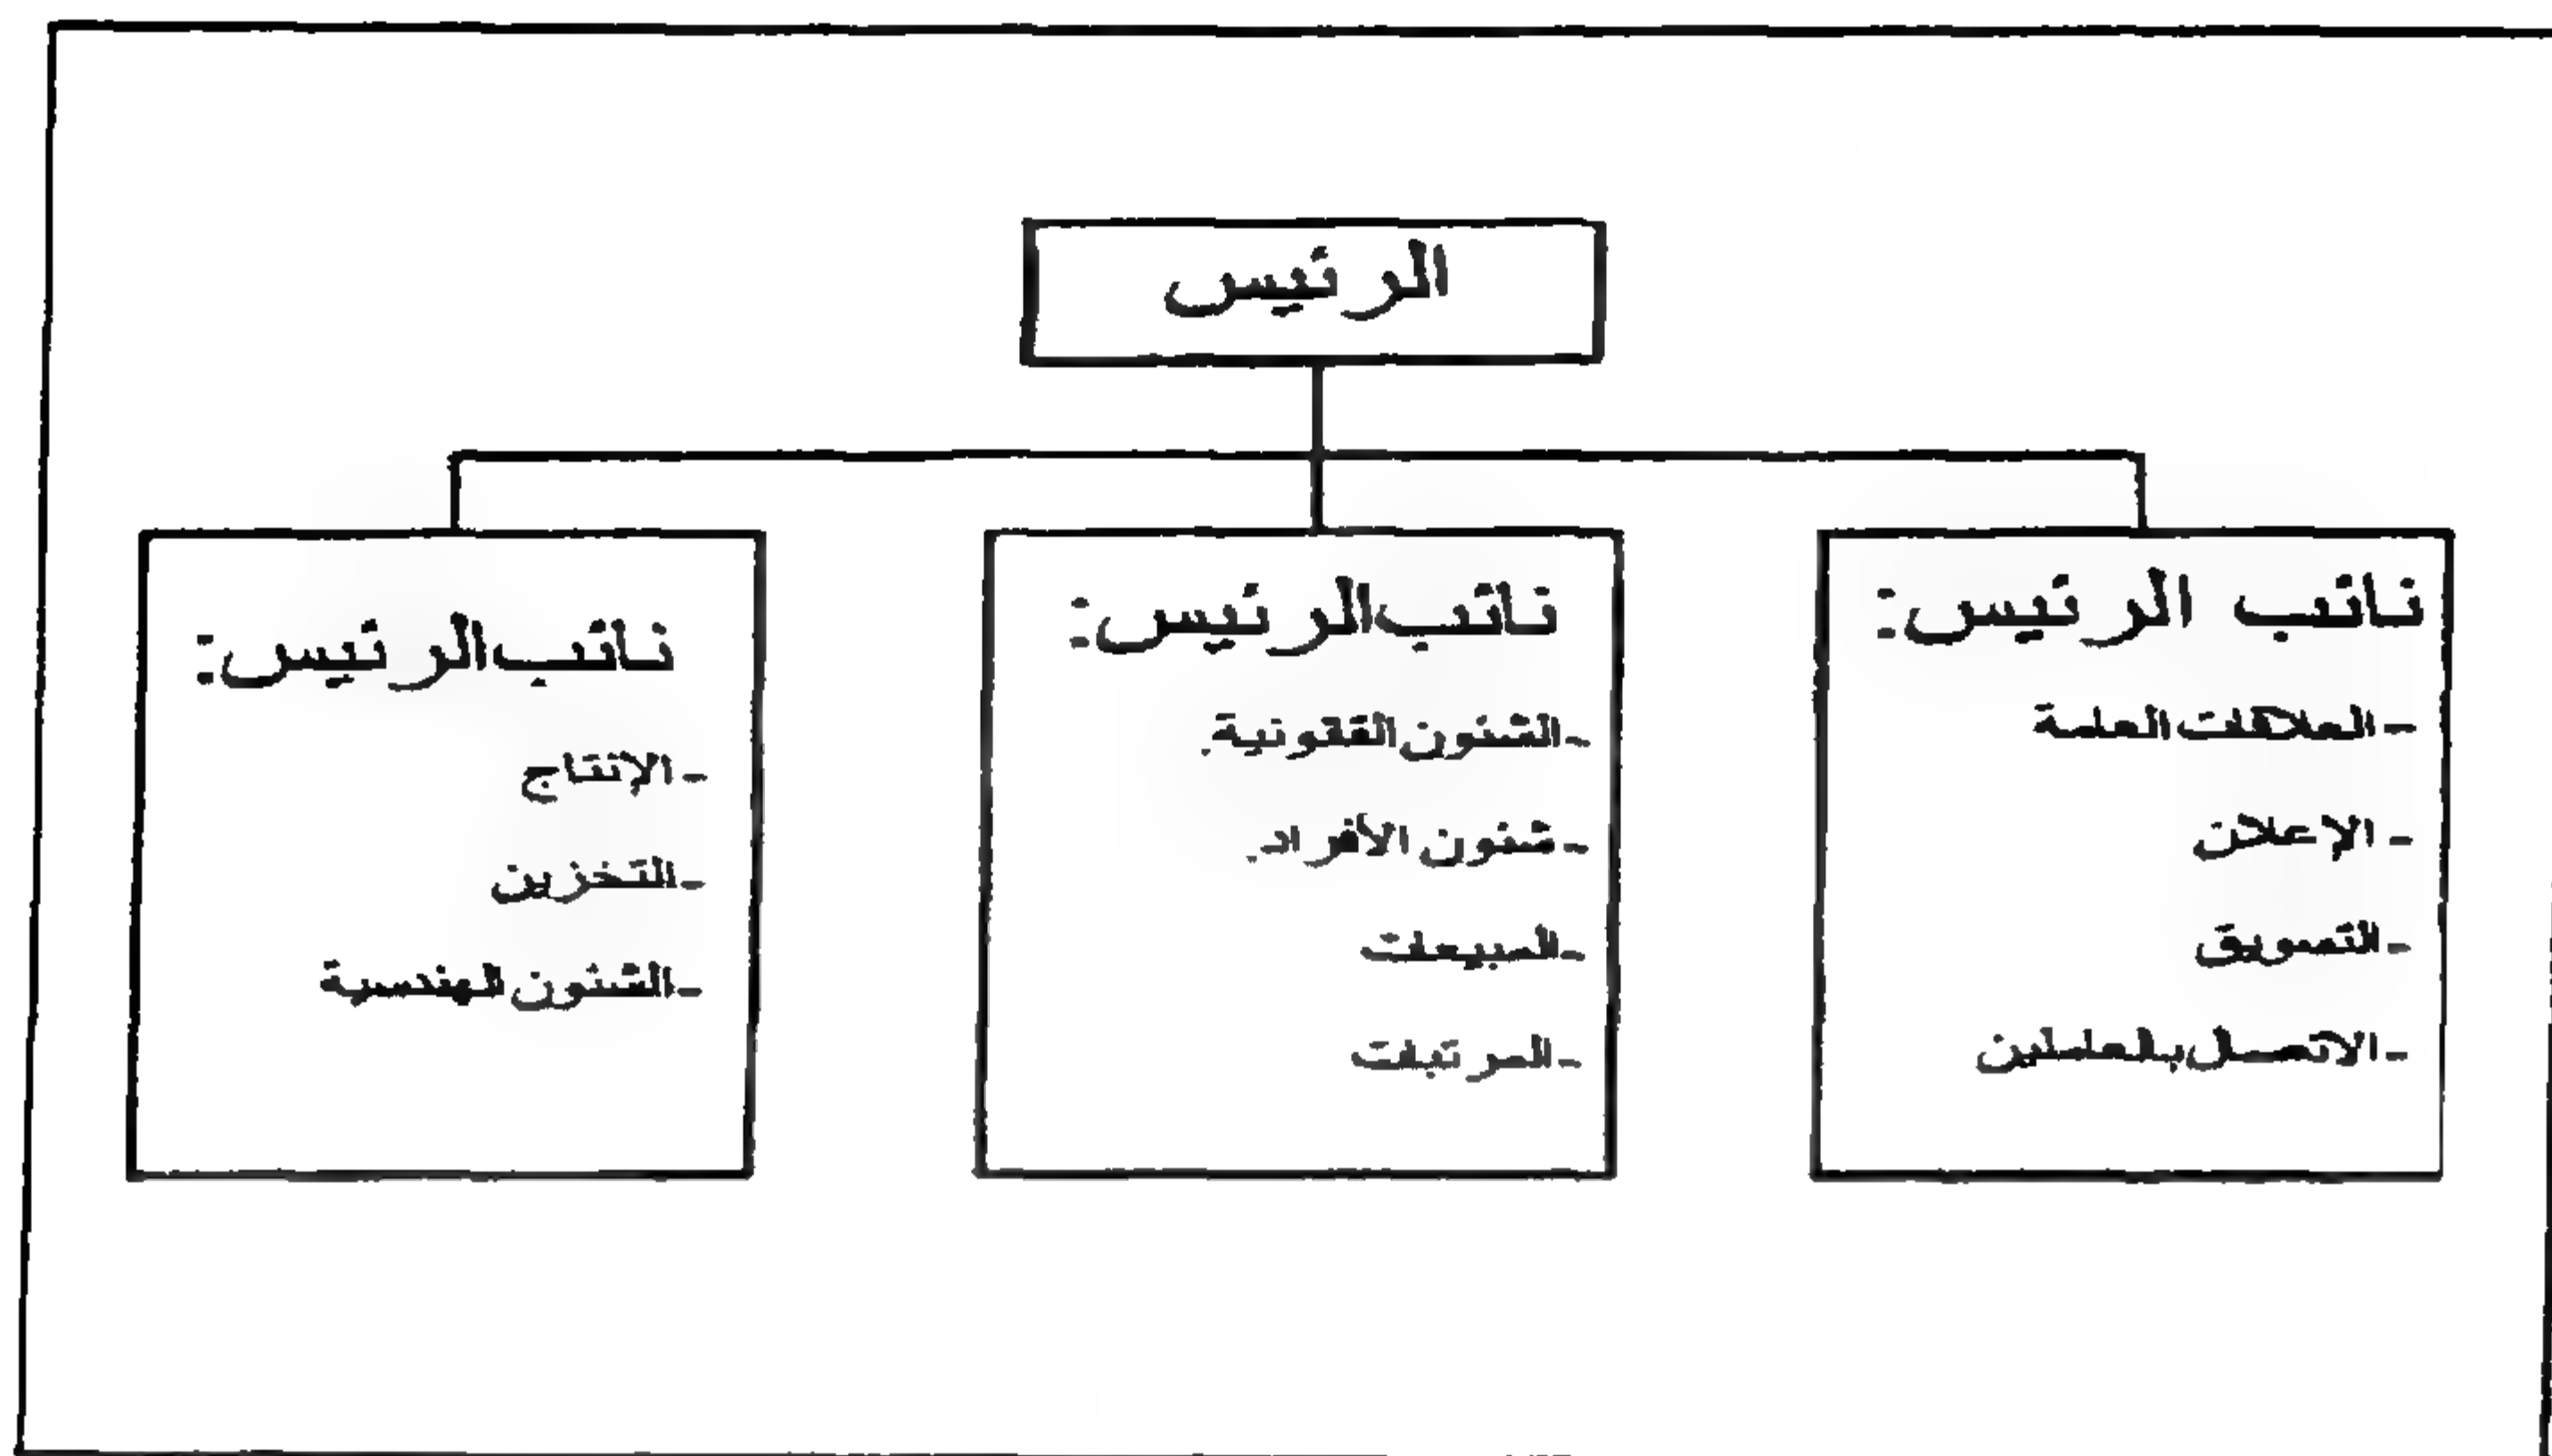 الرئيس
نائب الرئيس:
- العلاقات العامة
- الإعلان
- التسويق
- الاتصال بالعاملين
نائب الرئيس:
- الشئون القانونية.
- شئون الأفراد.
- المبيعات
- المرتبات
نائب الرئيس:
- الإنتاج
- التخزين
- الشئون الهندسية